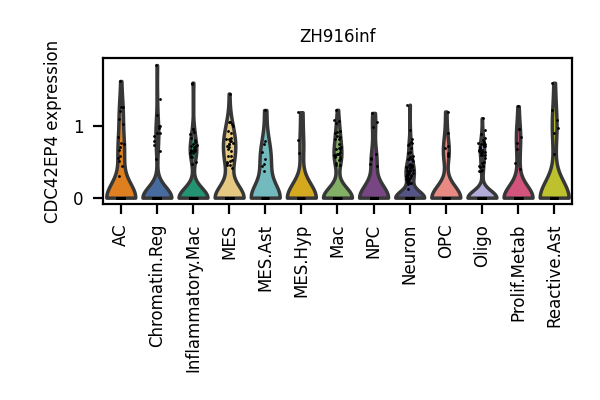 ZH916inf
CDC42EP4 expression
1
0
AC
Chromatin.Reg
Inflammatory.Mac
MES
MES.Ast
MES.Hyp
Mac
NPC
Neuron
OPC
Oligo
Prolif.Metab
Reactive.Ast